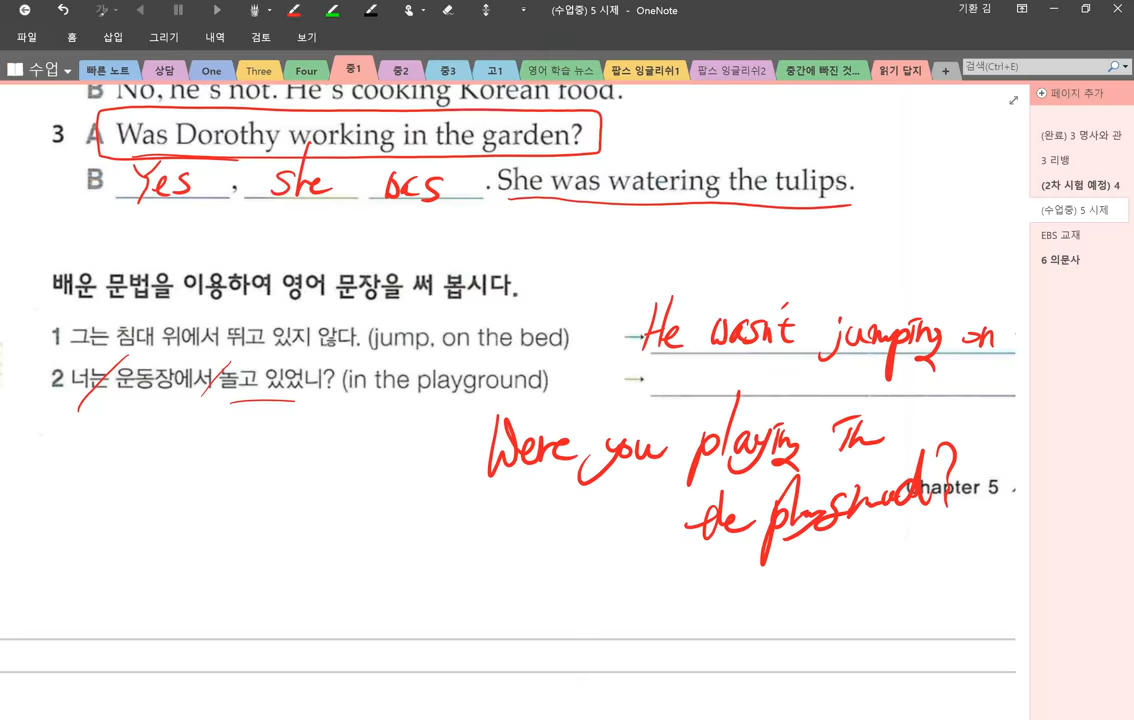 (수업중) 5 시제 - OneNote
기환 김
파일 홈 삽입 그리기 내역 검토 보기
수업 빠른 노트 상담 One Three Four 중1 중2 중3 고1 영어 학습 뉴스 팝스 잉글리쉬1 팝스 잉글리쉬2 중간에 빠진 것... 읽기 답지 + 검색(Ctrl+E)
페이지 추가
(완료) 3 명사와 관
3 리뱅
(2차 시험 예정) 4
(수업중) 5 시제
EBS 교재
6 의문사
B No, he's not. He's cooking Korean food.
3 A Was Dorothy working in the garden?
B Yes, she was. She was watering the tulips.
배운 문법을 이용하여 영어 문장을 써 봅시다.
1 그는 침대 위에서 뛰고 있지 않다. (jump, on the bed) → He wasn't jumping on
2 너는 운동장에서 놀고 있었니? (in the playground) →
Were you playing in
the playground?
Chapter 5